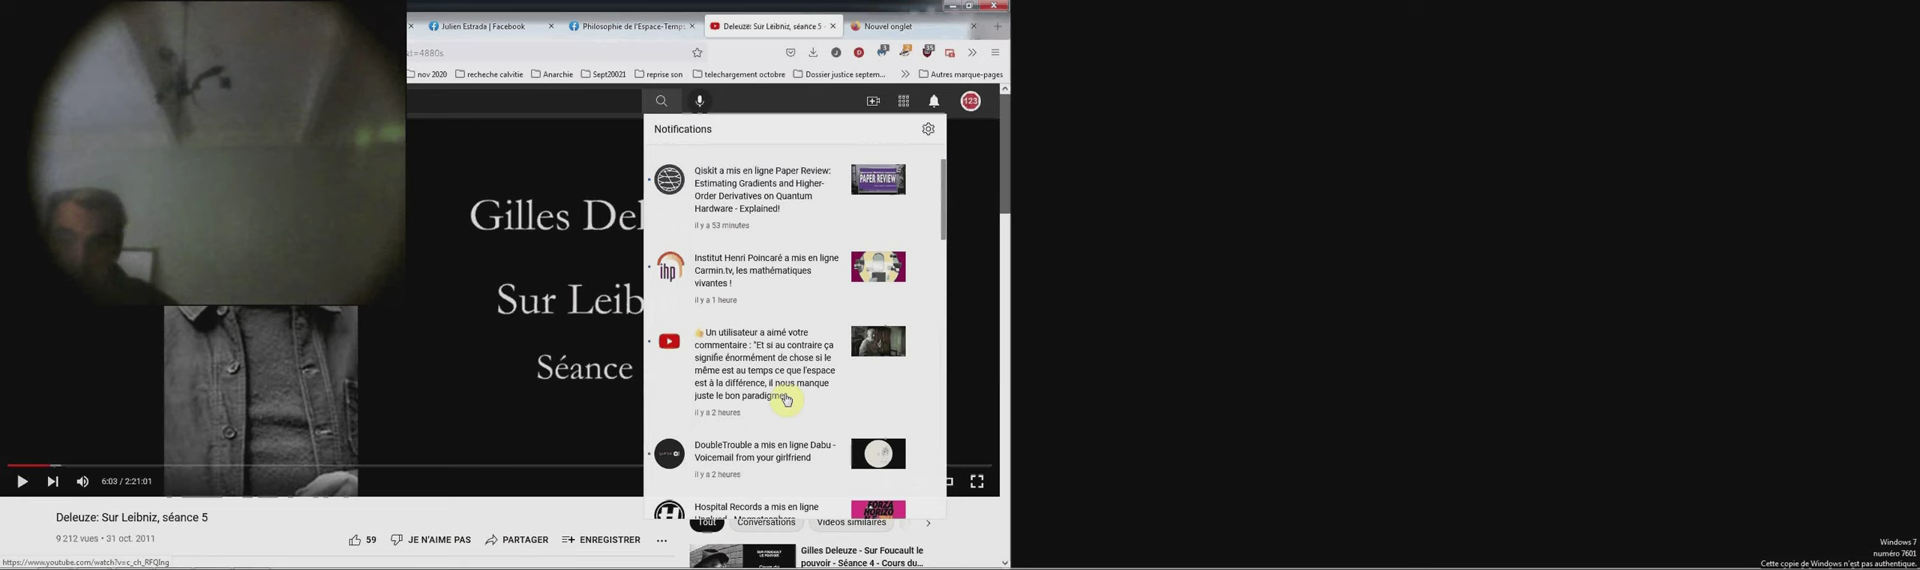 Julien Estrada | Facebook
Philosophie de l'Espace-Temps
Deleuze: Sur Leibniz, séance 5 -
Nouvel onglet
t=4880s
nov 2020
recheche calvitie
Anarchie
Sept20021
reprise son
telechargement octobre
Dossier justice septem...
Autres marque-pages
123
Notifications
Qiskit a mis en ligne Paper Review:
Estimating Gradients and Higher-
Order Derivatives on Quantum
Hardware - Explained!
il y a 53 minutes
PAPER REVIEW
ihp
Institut Henri Poincaré a mis en ligne
Carmin.tv, les mathématiques
vivantes !
il y a 1 heure
Un utilisateur a aimé votre
commentaire : "Et si au contraire ça
signifie énormément de chose si le
même est au temps ce que l'espace
est à la différence, il nous manque
juste le bon paradigme
il y a 2 heures
DoubleTrouble a mis en ligne Dabu -
Voicemail from your girlfriend
il y a 2 heures
Hospital Records a mis en ligne
FORZA
HORIZO
Gilles Del
Sur Leib
Séance
6:03 / 2:21:01
Deleuze: Sur Leibniz, séance 5
9 212 vues • 31 oct. 2011
59
JE N'AIME PAS
PARTAGER
ENREGISTRER
Tout
Conversations
Vidéos similaires
Gilles Deleuze - Sur Foucault le
pouvoir - Séance 4 - Cours du...
https://www.youtube.com/watch?v=c_ch_RFQIng
Windows 7
numéro 7601
Cette copie de Windows n'est pas authentique.